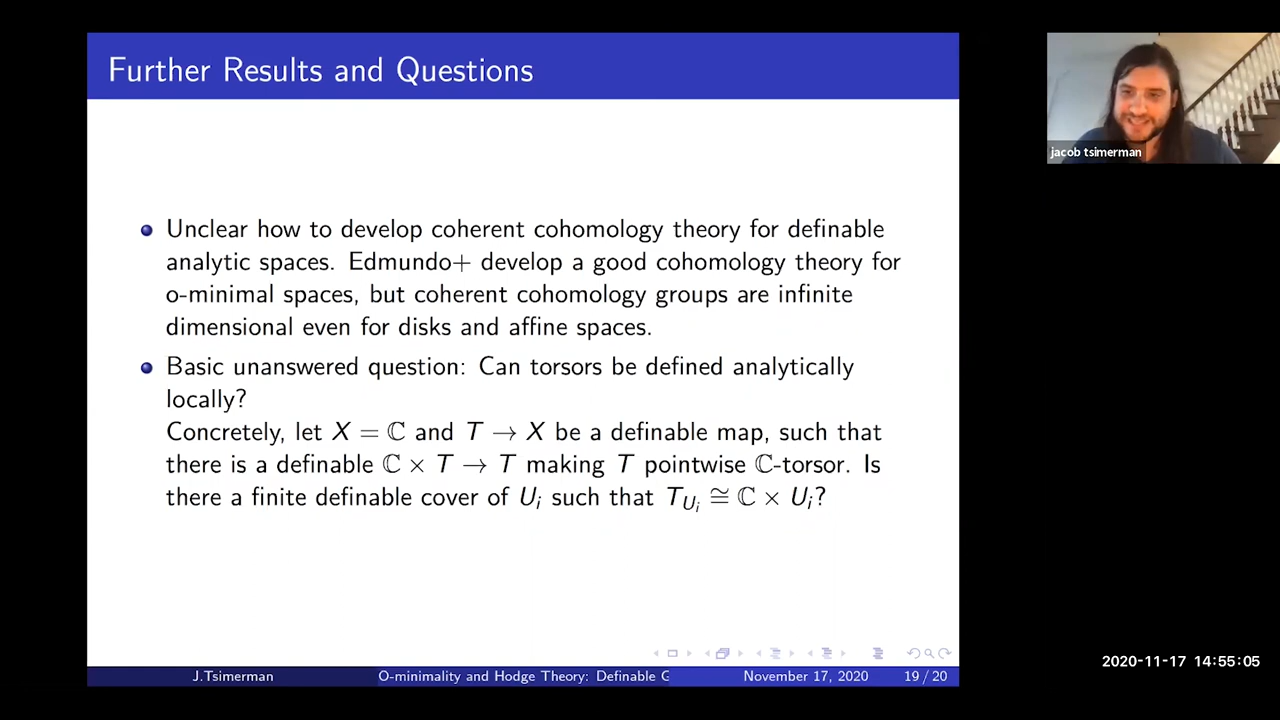 Further Results and Questions
jacob tsimerman
Unclear how to develop coherent cohomology theory for definable
analytic spaces. Edmundo+ develop a good cohomology theory for
o-minimal spaces, but coherent cohomology groups are infinite
dimensional even for disks and affine spaces.
Basic unanswered question: Can torsors be defined analytically
locally?
Concretely, let X = ℂ and T → X be a definable map, such that
there is a definable ℂ × T → T making T pointwise ℂ-torsor. Is
there a finite definable cover of Uᵢ such that T_{Uᵢ} ≅ ℂ × Uᵢ?
2020-11-17 14:55:05
J.Tsimerman O-minimality and Hodge Theory: Definable G November 17, 2020 19 / 20